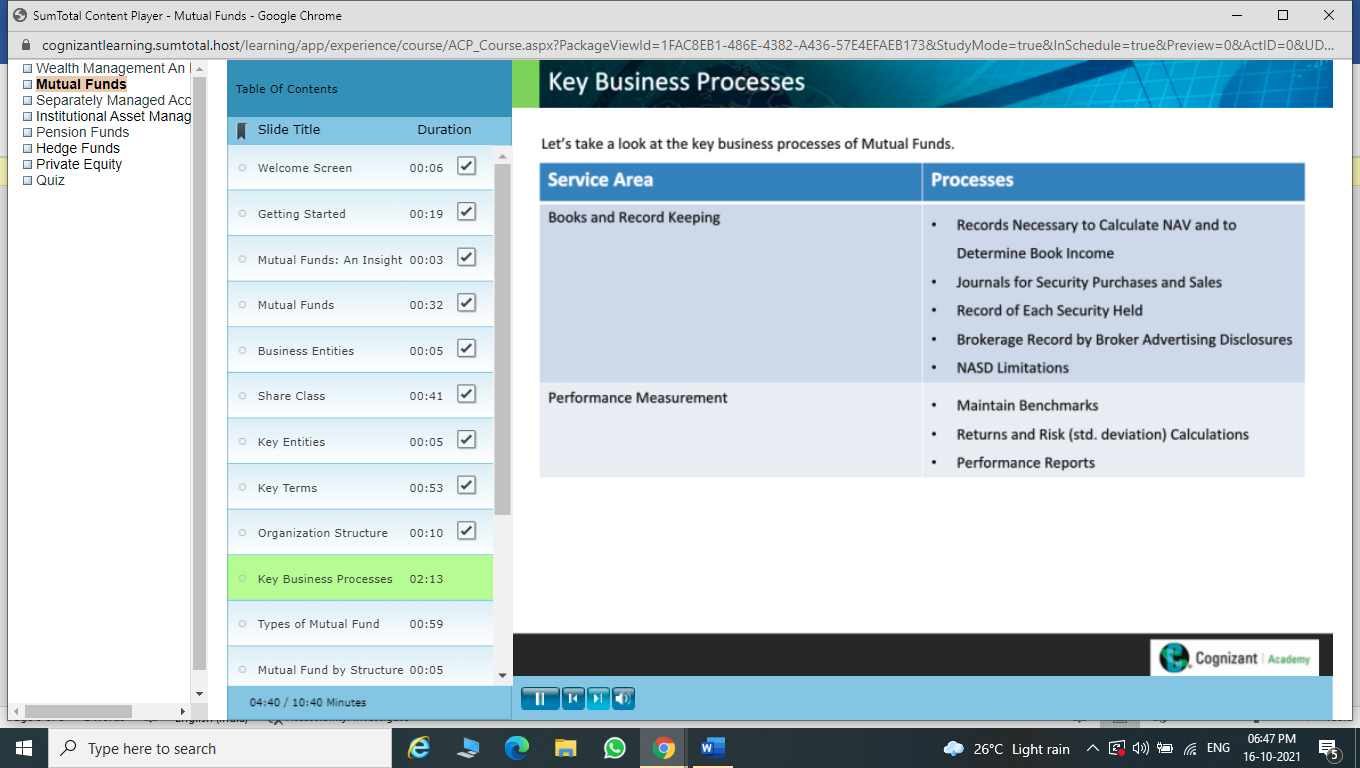 SumTotal Content Player - Mutual Funds - Google Chrome
cognizantlearning.sumtotal.host/learning/app/experience/course/ACP_Course.aspx?PackageViewId=1FAC8EB1-486E-4382-A436-57E4EFAEB173&StudyMode=true&InSchedule=true&Preview=0&ActID=0&UD...
Wealth Management An I
Mutual Funds
Separately Managed Acc
Institutional Asset Manag
Pension Funds
Hedge Funds
Private Equity
Quiz
Table Of Contents
Slide Title Duration
Welcome Screen 00:06
Getting Started 00:19
Mutual Funds: An Insight 00:03
Mutual Funds 00:32
Business Entities 00:05
Share Class 00:41
Key Entities 00:05
Key Terms 00:53
Organization Structure 00:10
Key Business Processes 02:13
Types of Mutual Fund 00:59
Mutual Fund by Structure 00:05
04:40 / 10:40 Minutes
Key Business Processes
Let's take a look at the key business processes of Mutual Funds.
Service Area Processes
Books and Record Keeping
• Records Necessary to Calculate NAV and to
Determine Book Income
• Journals for Security Purchases and Sales
• Record of Each Security Held
• Brokerage Record by Broker Advertising Disclosures
• NASD Limitations
Performance Measurement
• Maintain Benchmarks
• Returns and Risk (std. deviation) Calculations
• Performance Reports
Cognizant | Academy
Type here to search
26°C Light rain
ENG
06:47 PM
16-10-2021
5